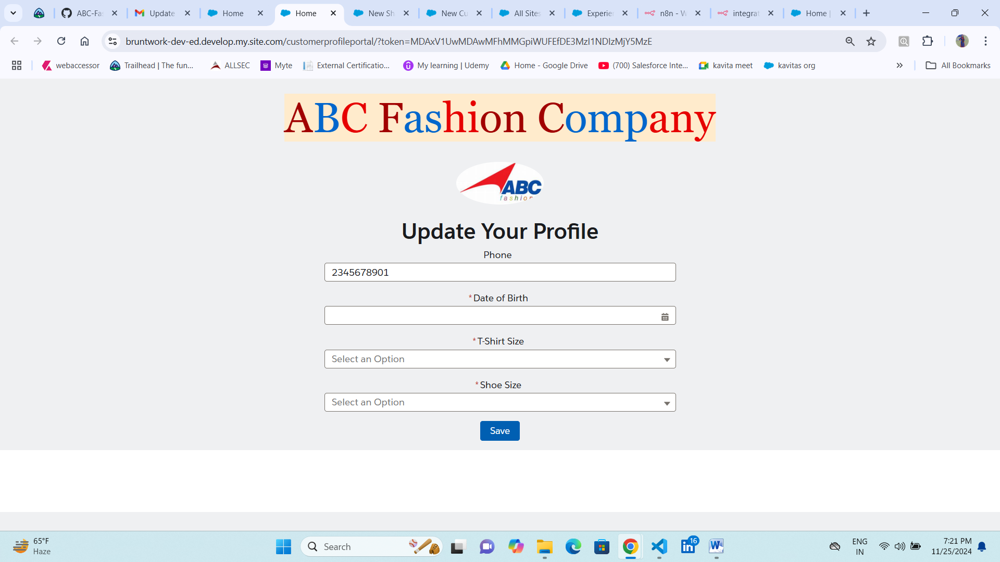 ABC-Fas
Update
Home
Home
New Sh
New Cu
All Sites
Experien
n8n - W
integrat
Home |
bruntwork-dev-ed.develop.my.site.com/customerprofileportal/?token=MDAxV1UwMDAwMFhMMGpiWUFEfDE3MzI1NDIzMjY5MzE
webaccessor
Trailhead | The fun...
ALLSEC
Myte
External Certificatio...
My learning | Udemy
Home - Google Drive
(700) Salesforce Inte...
kavita meet
kavitas org
All Bookmarks
ABC Fashion Company
ABC
fashion
Update Your Profile
Phone
2345678901
*Date of Birth
*T-Shirt Size
Select an Option
*Shoe Size
Select an Option
Save
65°F
Haze
Search
16
ENG
IN
7:21 PM
11/25/2024